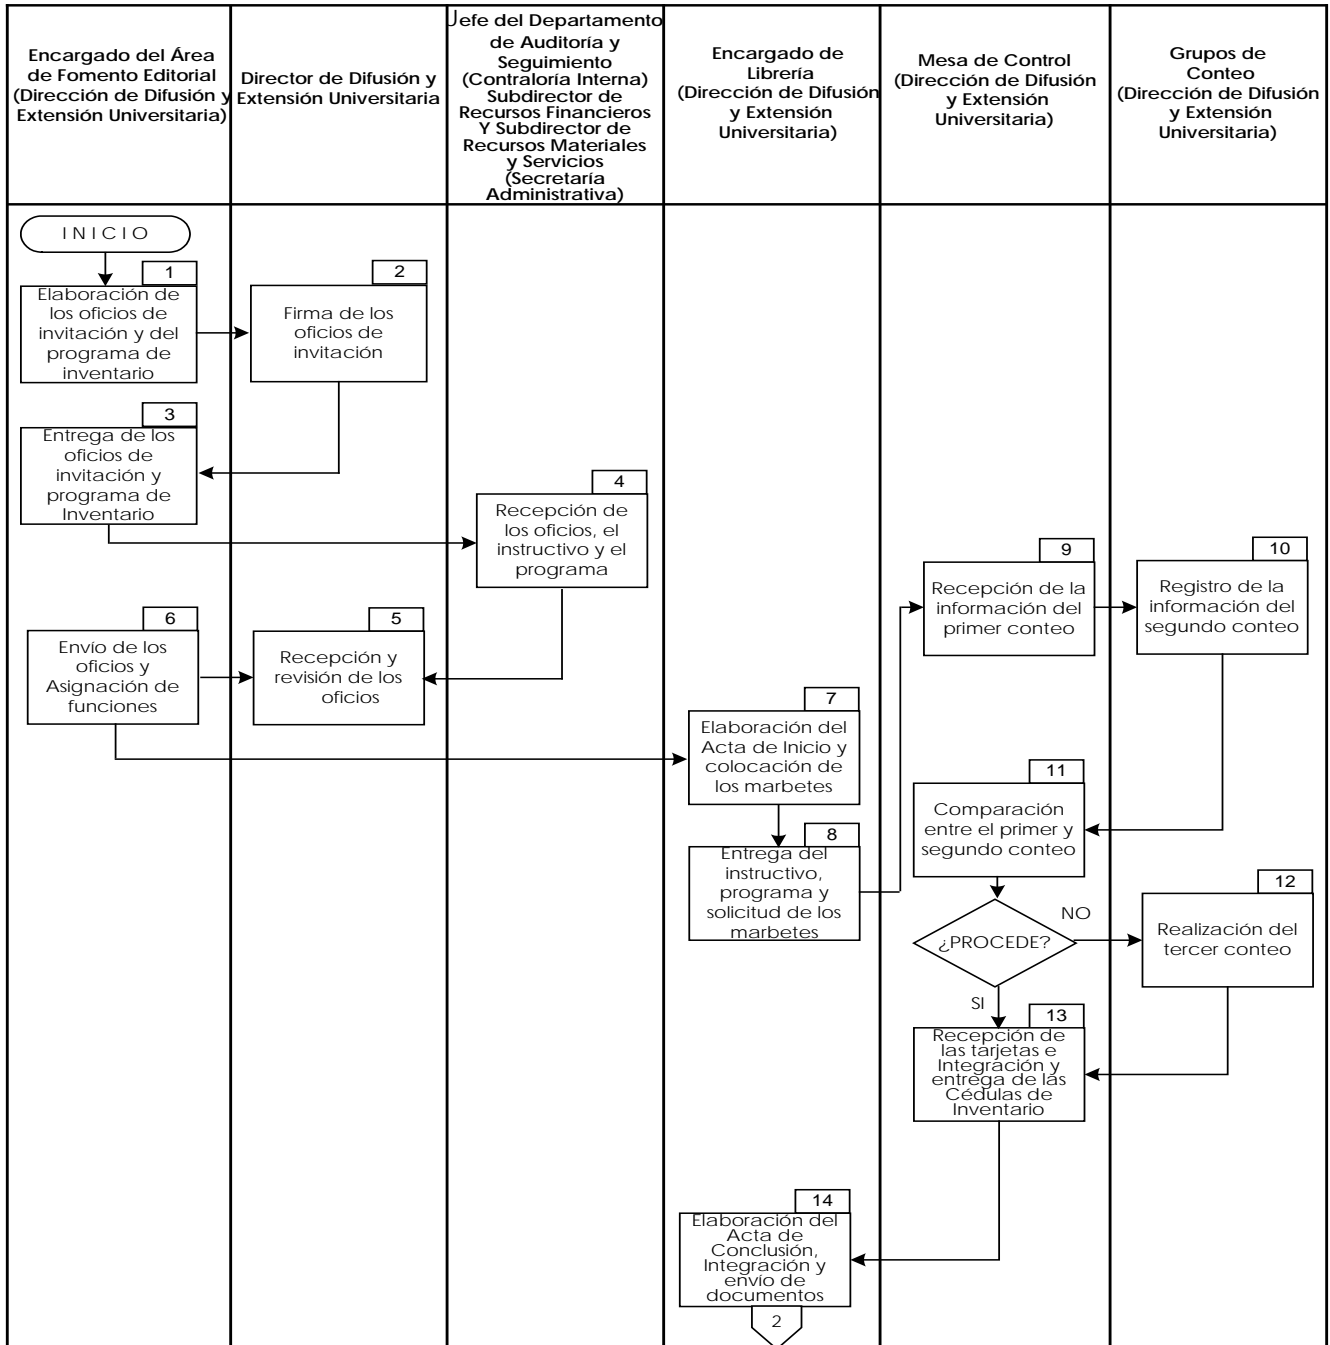 Encargado del Área
de Fomento Editorial
(Dirección de Difusión y
Extensión Universitaria)
Director de Difusión y
Extensión Universitaria
Jefe del Departamento
de Auditoría y
Seguimiento
(Contraloría Interna)
Subdirector de
Recursos Financieros
Y Subdirector de
Recursos Materiales
y Servicios
(Secretaría
Administrativa)
Encargado de
Librería
(Dirección de Difusión
y Extensión
Universitaria)
Mesa de Control
(Dirección de Difusión
y Extensión
Universitaria)
Grupos de
Conteo
(Dirección de Difusión
y Extensión
Universitaria)
INICIO
1
Elaboración de
los oficios de
invitación y del
programa de
inventario
2
Firma de los
oficios de
invitación
3
Entrega de los
oficios de
invitación y
programa de
Inventario
4
Recepción de
los oficios, el
instructivo y el
programa
5
Recepción y
revisión de los
oficios
6
Envío de los
oficios y
Asignación de
funciones
7
Elaboración del
Acta de Inicio y
colocación de
los marbetes
8
Entrega del
instructivo,
programa y
solicitud de los
marbetes
9
Recepción de la
información del
primer conteo
10
Registro de la
información del
segundo conteo
11
Comparación
entre el primer y
segundo conteo
¿PROCEDE?
NO
SI
12
Realización del
tercer conteo
13
Recepción de
las tarjetas e
Integración y
entrega de las
Cédulas de
Inventario
14
Elaboración del
Acta de
Conclusión,
Integración y
envío de
documentos
2